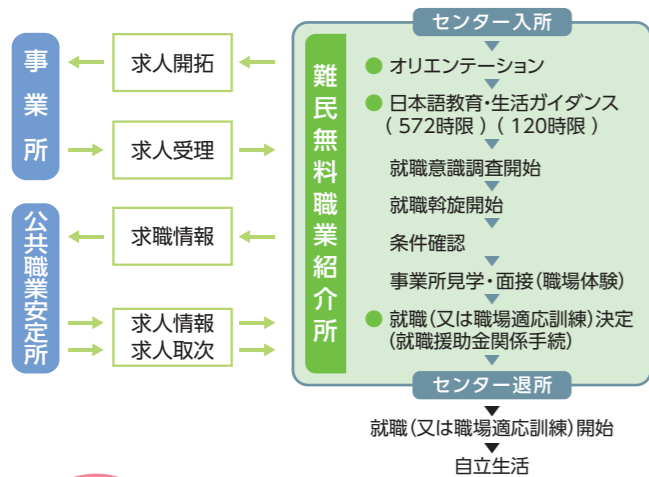 事業所
公共職業安定所
求人開拓
求人受理
求職情報
求人情報
求人取次
難民無料職業紹介所
センター入所
オリエンテーション
日本語教育・生活ガイダンス
(572時限)(120時限)
就職意識調査開始
就職斡旋開始
条件確認
事業所見学・面接(職場体験)
就職(又は職場適応訓練)決定
(就職援助金関係手続)
センター退所
就職(又は職場適応訓練)開始
自立生活